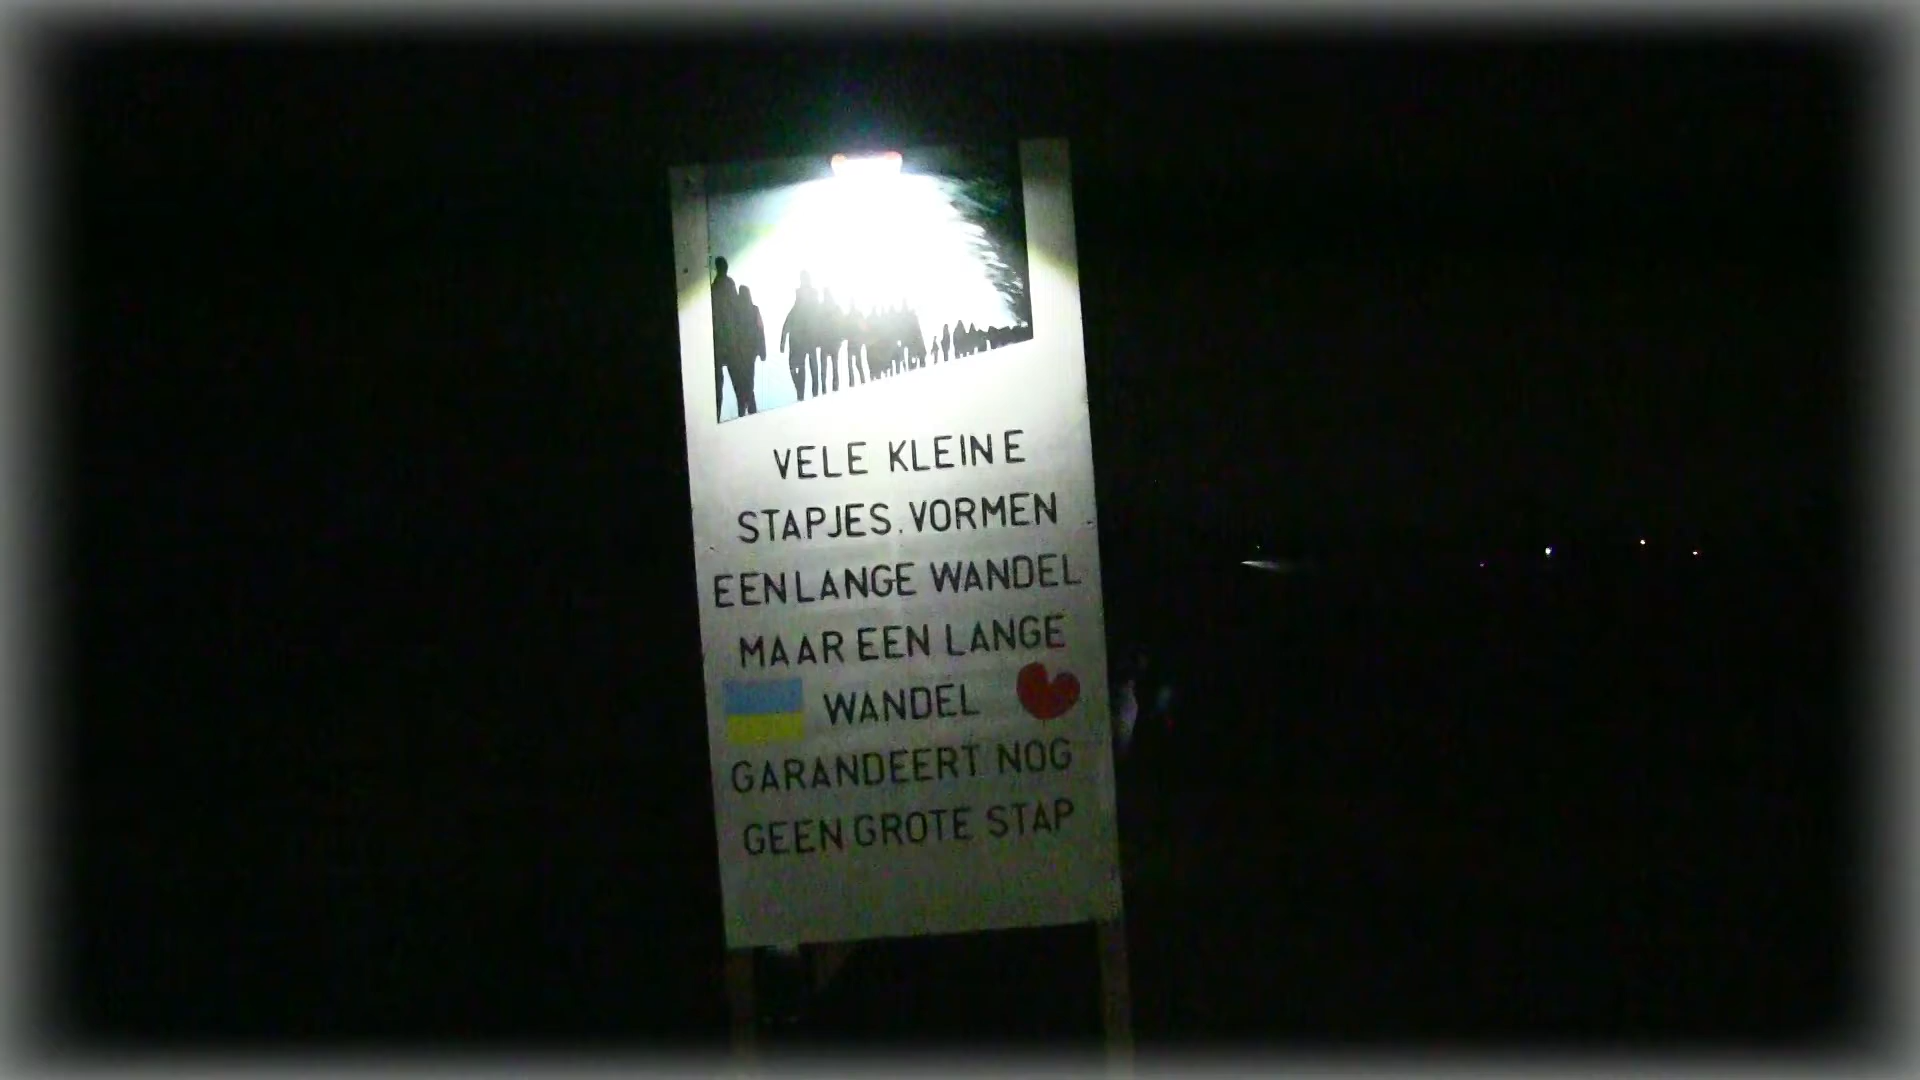 VELE KLEINE
STAPJES. VORMEN
EEN LANGE WANDEL
MAAR EEN LANGE
WANDEL
GARANDEERT NOG
GEEN GROTE STAP